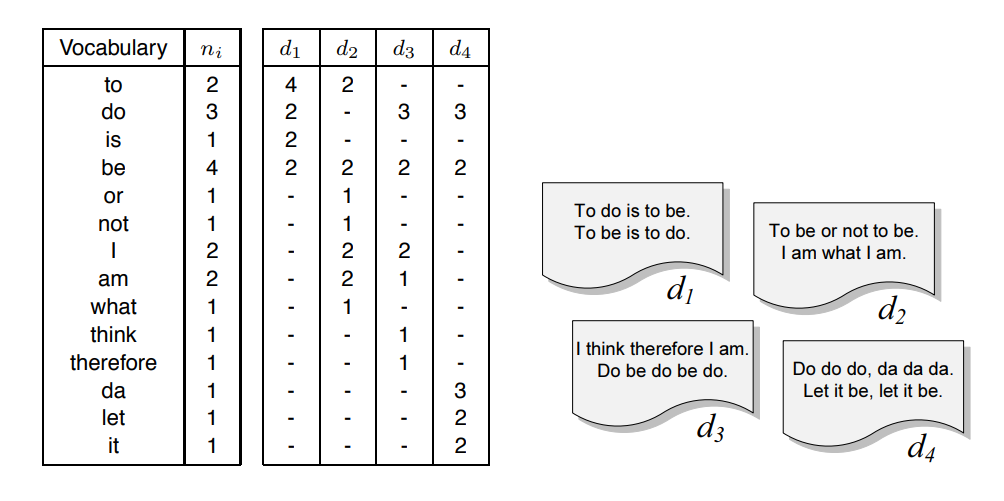 Vocabulary n_i d_1 d_2 d_3 d_4
to 2 4 2 - -
do 3 2 - 3 3
is 1 2 - - -
be 4 2 2 2 2
or 1 - 1 - -
not 1 - 1 - -
I 2 - 2 2 -
am 2 - 2 1 -
what 1 - 1 - -
think 1 - - 1 -
therefore 1 - - 1 -
da 1 - - - 3
let 1 - - - 2
it 1 - - - 2
To do is to be.
To be is to do.
d_1
To be or not to be.
I am what I am.
d_2
I think therefore I am.
Do be do be do.
d_3
Do do do, da da da.
Let it be, let it be.
d_4